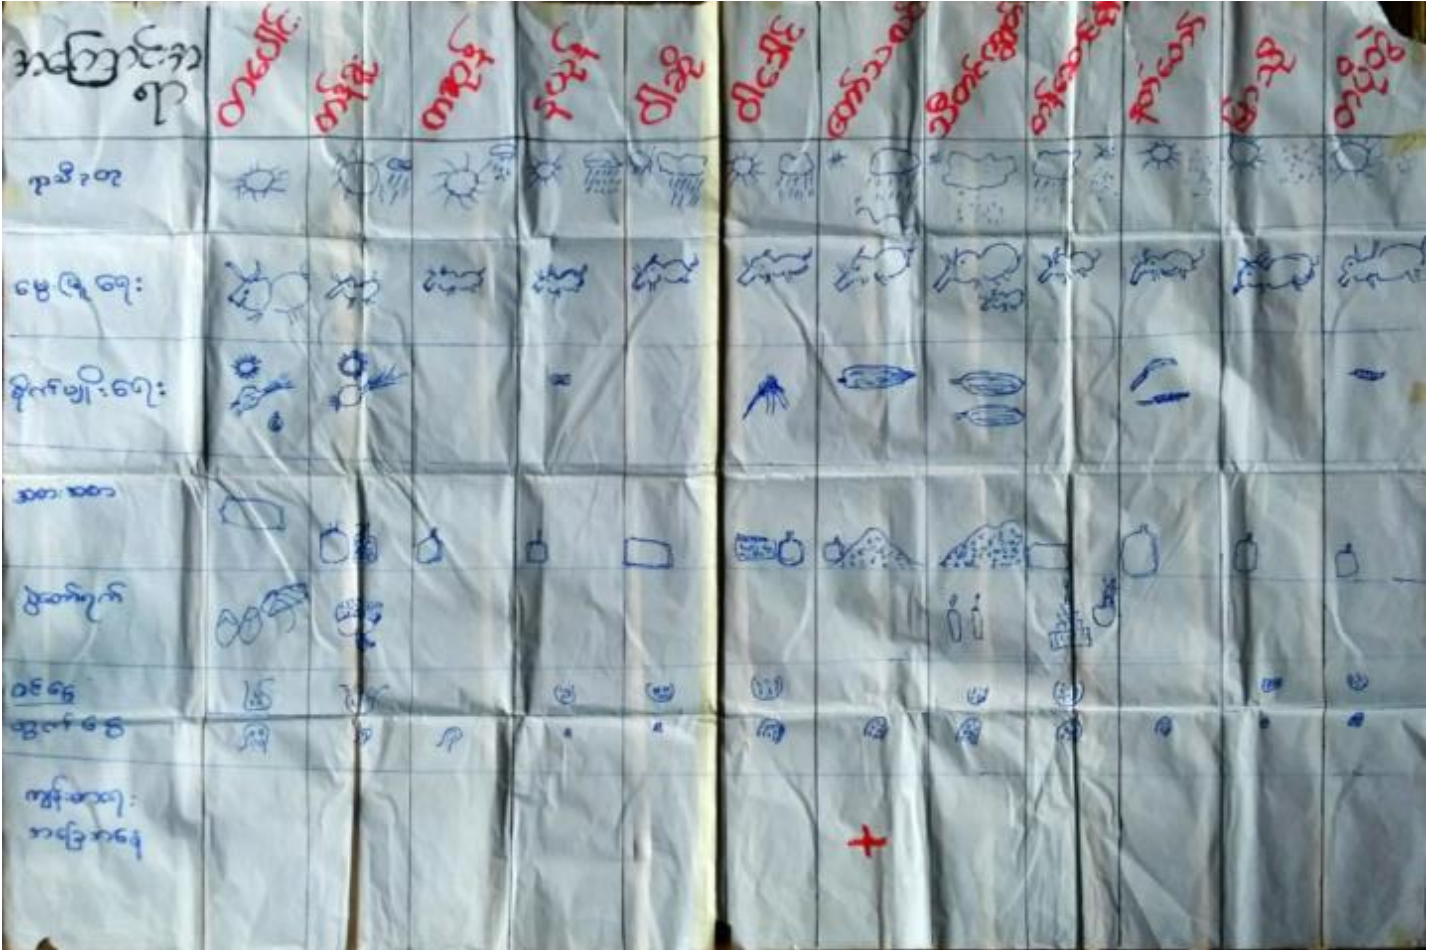 အကြောင်းအ
ရာ
တပေါင်း
တန်ခူး
ကဆုန်
နယုန်
ဝါဆို
ဝါခေါင်
တော်သလင်း
သီတင်းကျွတ်
တန်ဆောင်မုန်း
နတ်တော်
ပြာသို
တပို့တွဲ
ရာသီဥတု
မွေးမြူရေး
စိုက်ပျိုးရေး
အစားအစာ
ပွဲတော်ရက်
ဝင်ငွေ
ထွက်ငွေ
ကျန်းမာရေး
အခြေအနေ